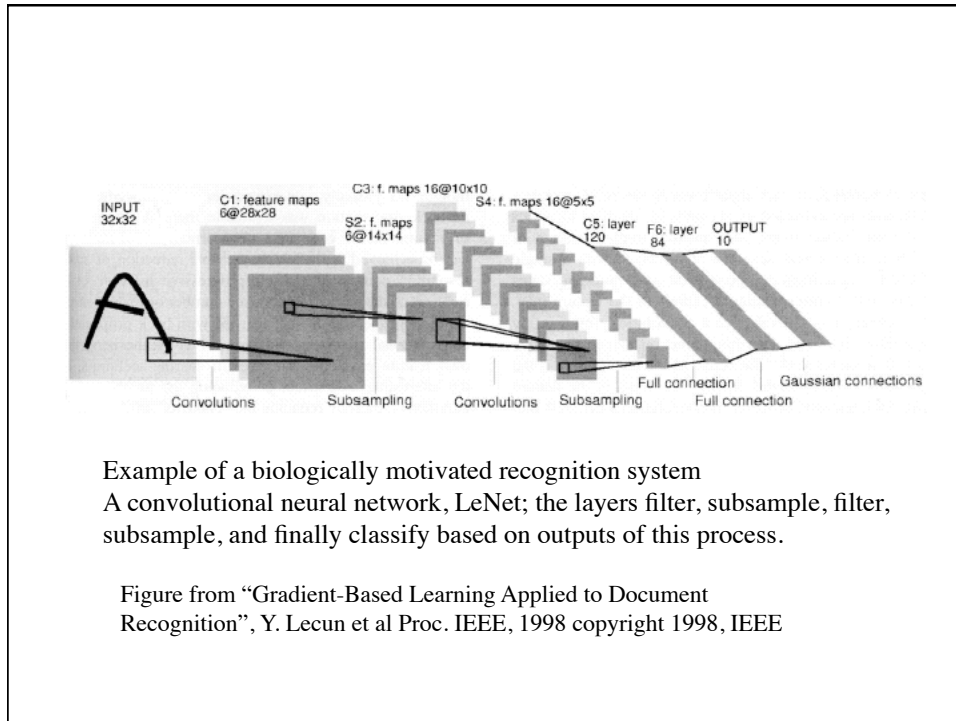 INPUT
32x32
C1: feature maps
6@28x28
S2: f. maps
6@14x14
C3: f. maps 16@10x10
S4: f. maps 16@5x5
C5: layer
120
F6: layer
84
OUTPUT
10
Convolutions
Subsampling
Convolutions
Subsampling
Full connection
Full connection
Gaussian connections
Example of a biologically motivated recognition system
A convolutional neural network, LeNet; the layers filter, subsample, filter,
subsample, and finally classify based on outputs of this process.
Figure from “Gradient-Based Learning Applied to Document
Recognition”, Y. Lecun et al Proc. IEEE, 1998 copyright 1998, IEEE